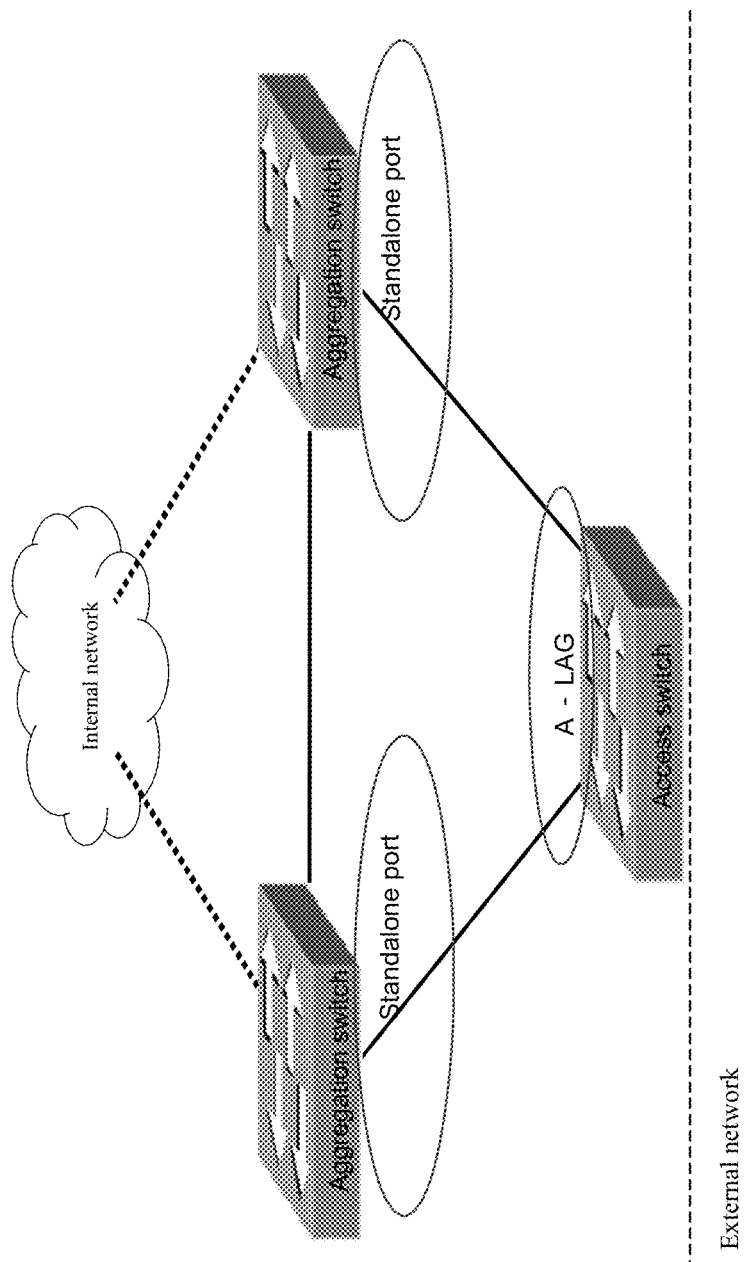 Internal network
Aggregation switch
Aggregation switch
Standalone port
Standalone port
A - LAG
Access switch
External network